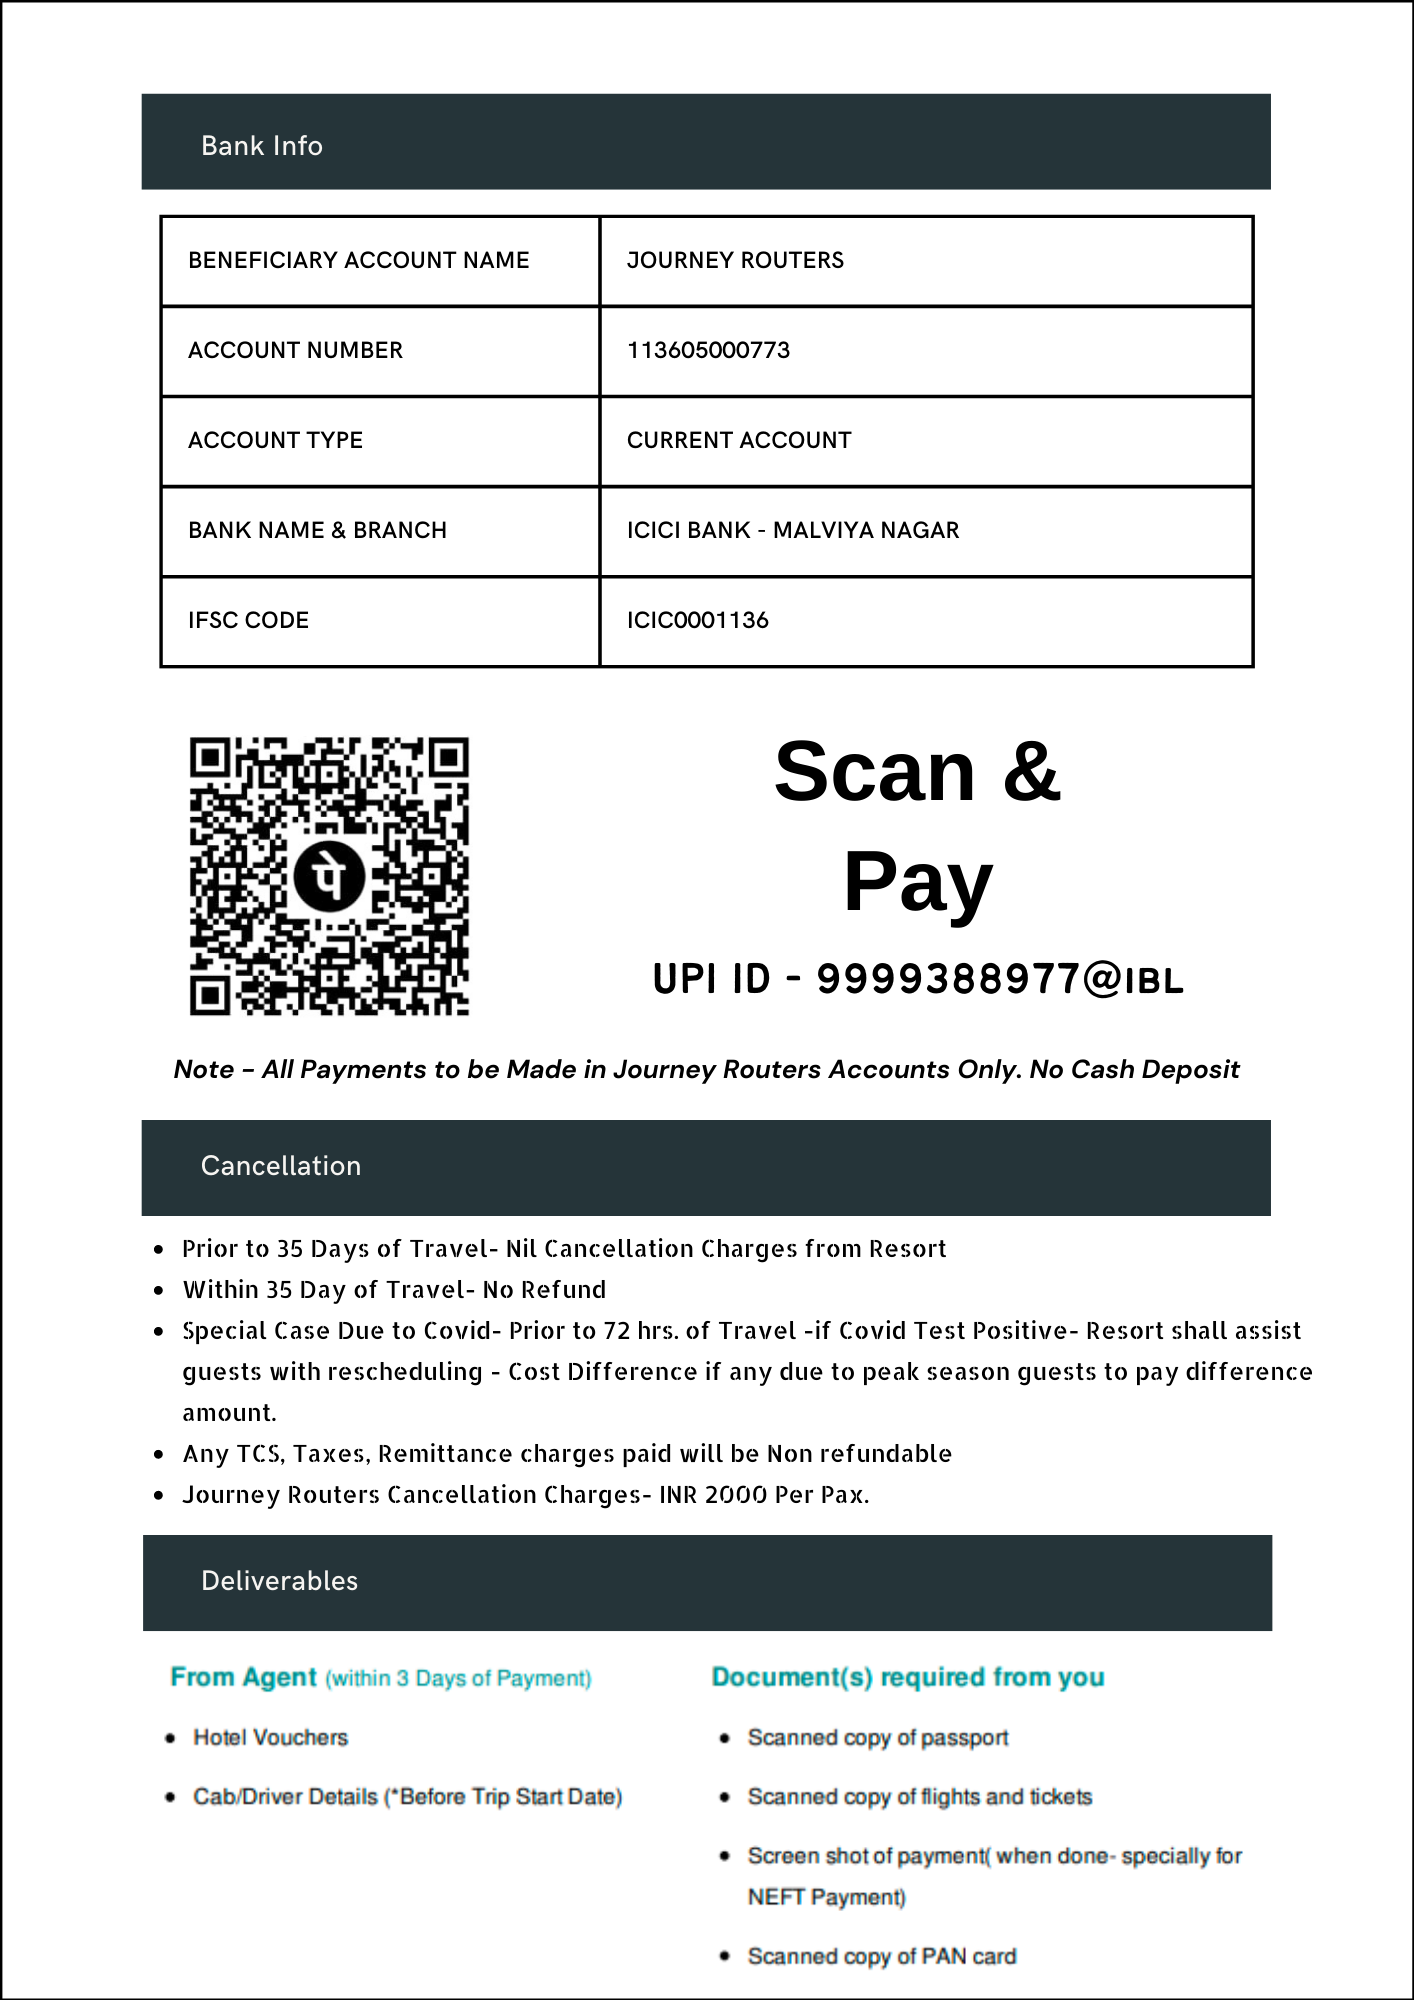 Bank Info
BENEFICIARY ACCOUNT NAME JOURNEY ROUTERS
ACCOUNT NUMBER 113605000773
ACCOUNT TYPE CURRENT ACCOUNT
BANK NAME & BRANCH ICICI BANK - MALVIYA NAGAR
IFSC CODE ICIC0001136
पे
Scan &
Pay
UPI ID - 9999388977@IBL
Note - All Payments to be Made in Journey Routers Accounts Only. No Cash Deposit
Cancellation
• Prior to 35 Days of Travel- Nil Cancellation Charges from Resort
• Within 35 Day of Travel- No Refund
• Special Case Due to Covid- Prior to 72 hrs. of Travel -if Covid Test Positive- Resort shall assist
guests with rescheduling - Cost Difference if any due to peak season guests to pay difference
amount.
• Any TCS, Taxes, Remittance charges paid will be Non refundable
• Journey Routers Cancellation Charges- INR 2000 Per Pax.
Deliverables
From Agent (within 3 Days of Payment)
• Hotel Vouchers
• Cab/Driver Details (*Before Trip Start Date)
Document(s) required from you
• Scanned copy of passport
• Scanned copy of flights and tickets
• Screen shot of payment( when done- specially for
NEFT Payment)
• Scanned copy of PAN card